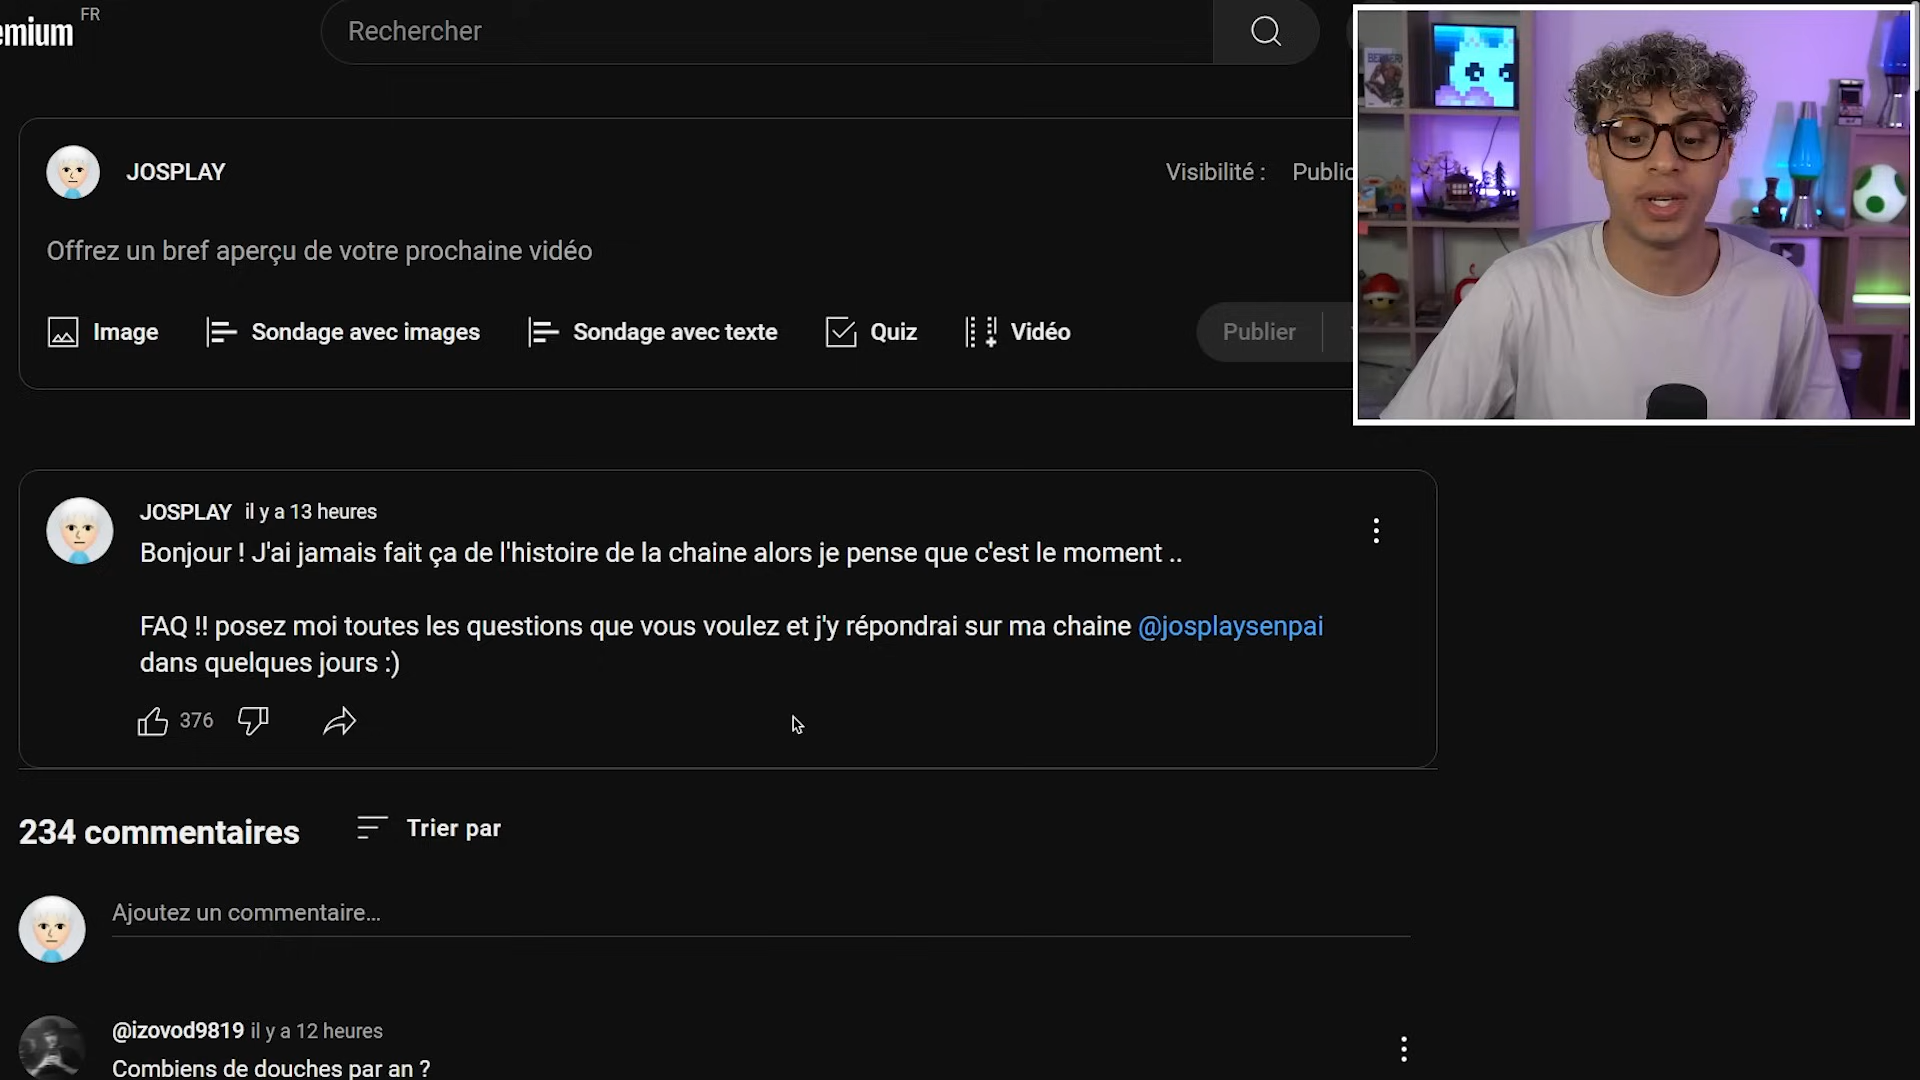 emium FR
Rechercher
JOSPLAY
Visibilité : Public
Offrez un bref aperçu de votre prochaine vidéo
Image
Sondage avec images
Sondage avec texte
Quiz
Vidéo
Publier
JOSPLAY il y a 13 heures
Bonjour ! J'ai jamais fait ça de l'histoire de la chaine alors je pense que c'est le moment ..
FAQ !! posez moi toutes les questions que vous voulez et j'y répondrai sur ma chaine @josplaysenpai
dans quelques jours :)
376
234 commentaires
Trier par
Ajoutez un commentaire...
@izovod9819 il y a 12 heures
Combiens de douches par an ?